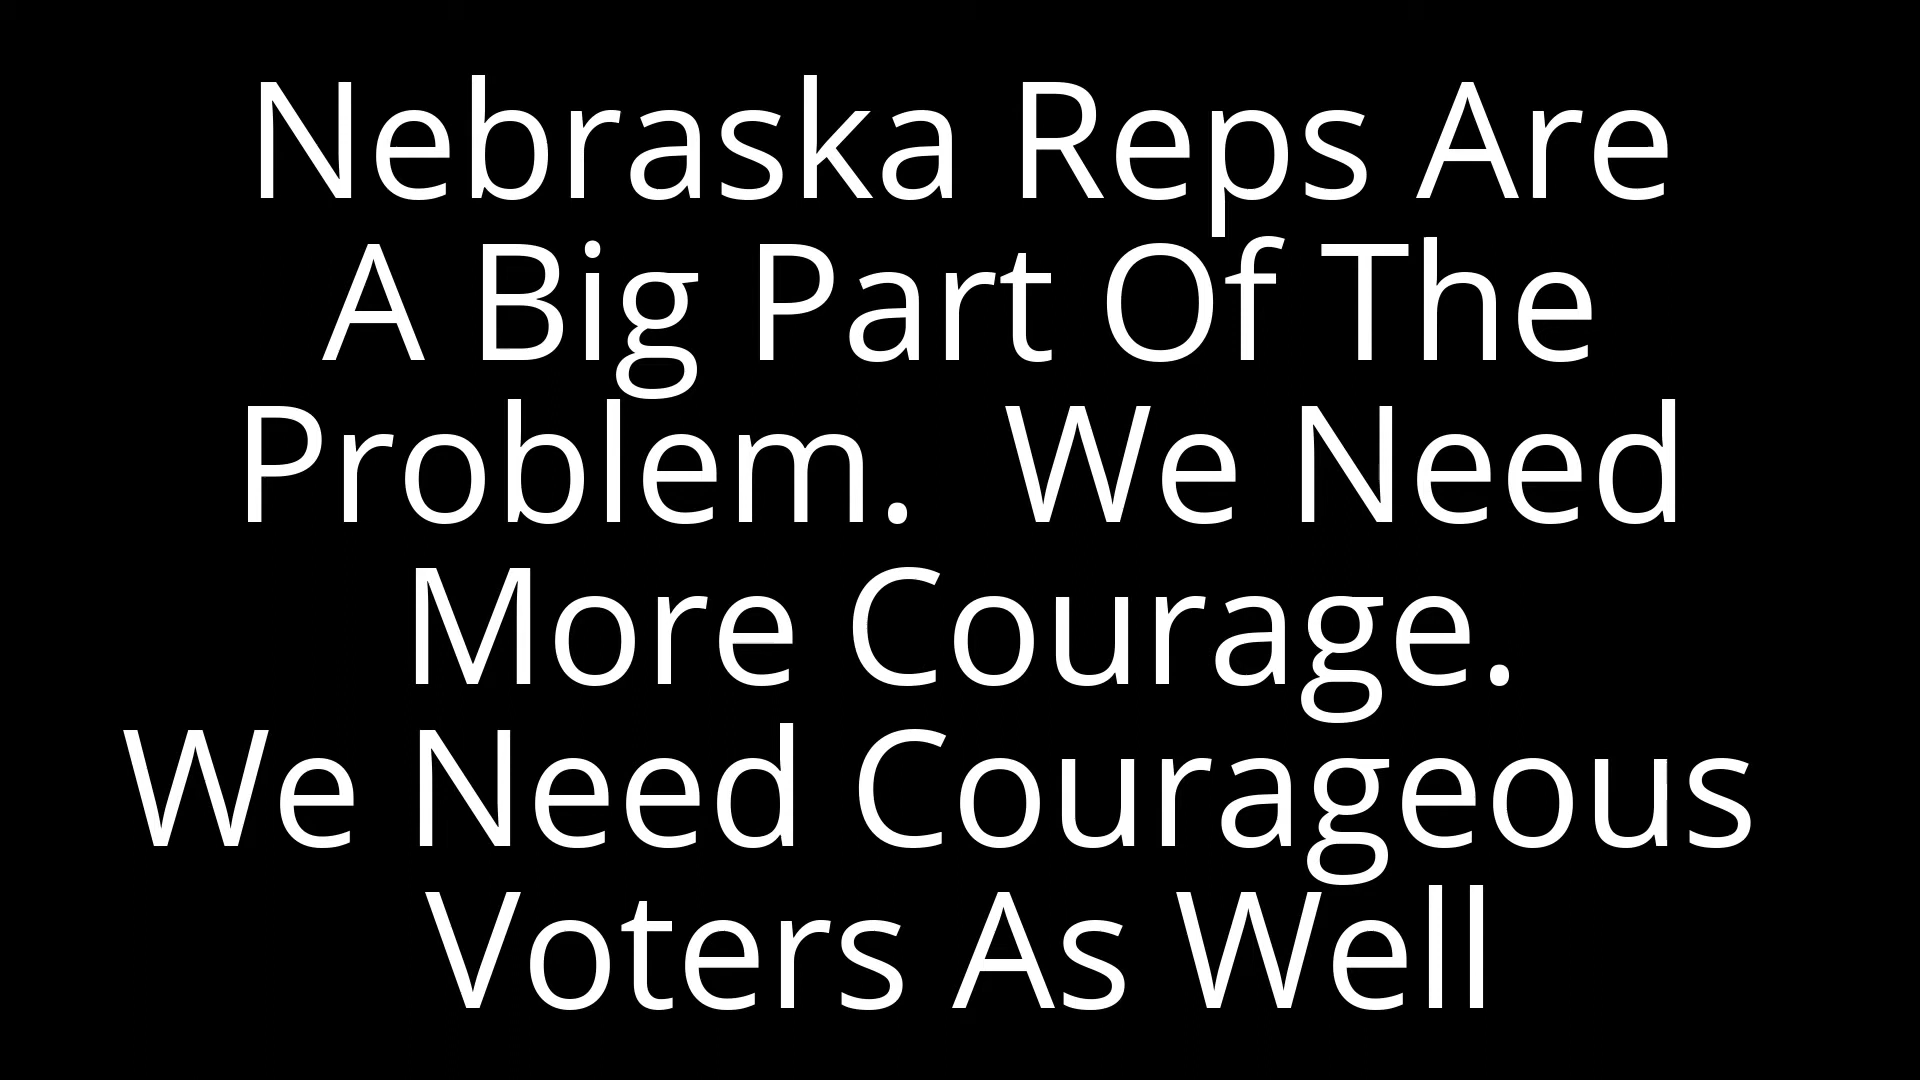 Nebraska Reps Are
A Big Part Of The
Problem.  We Need
More Courage.
We Need Courageous
Voters As Well